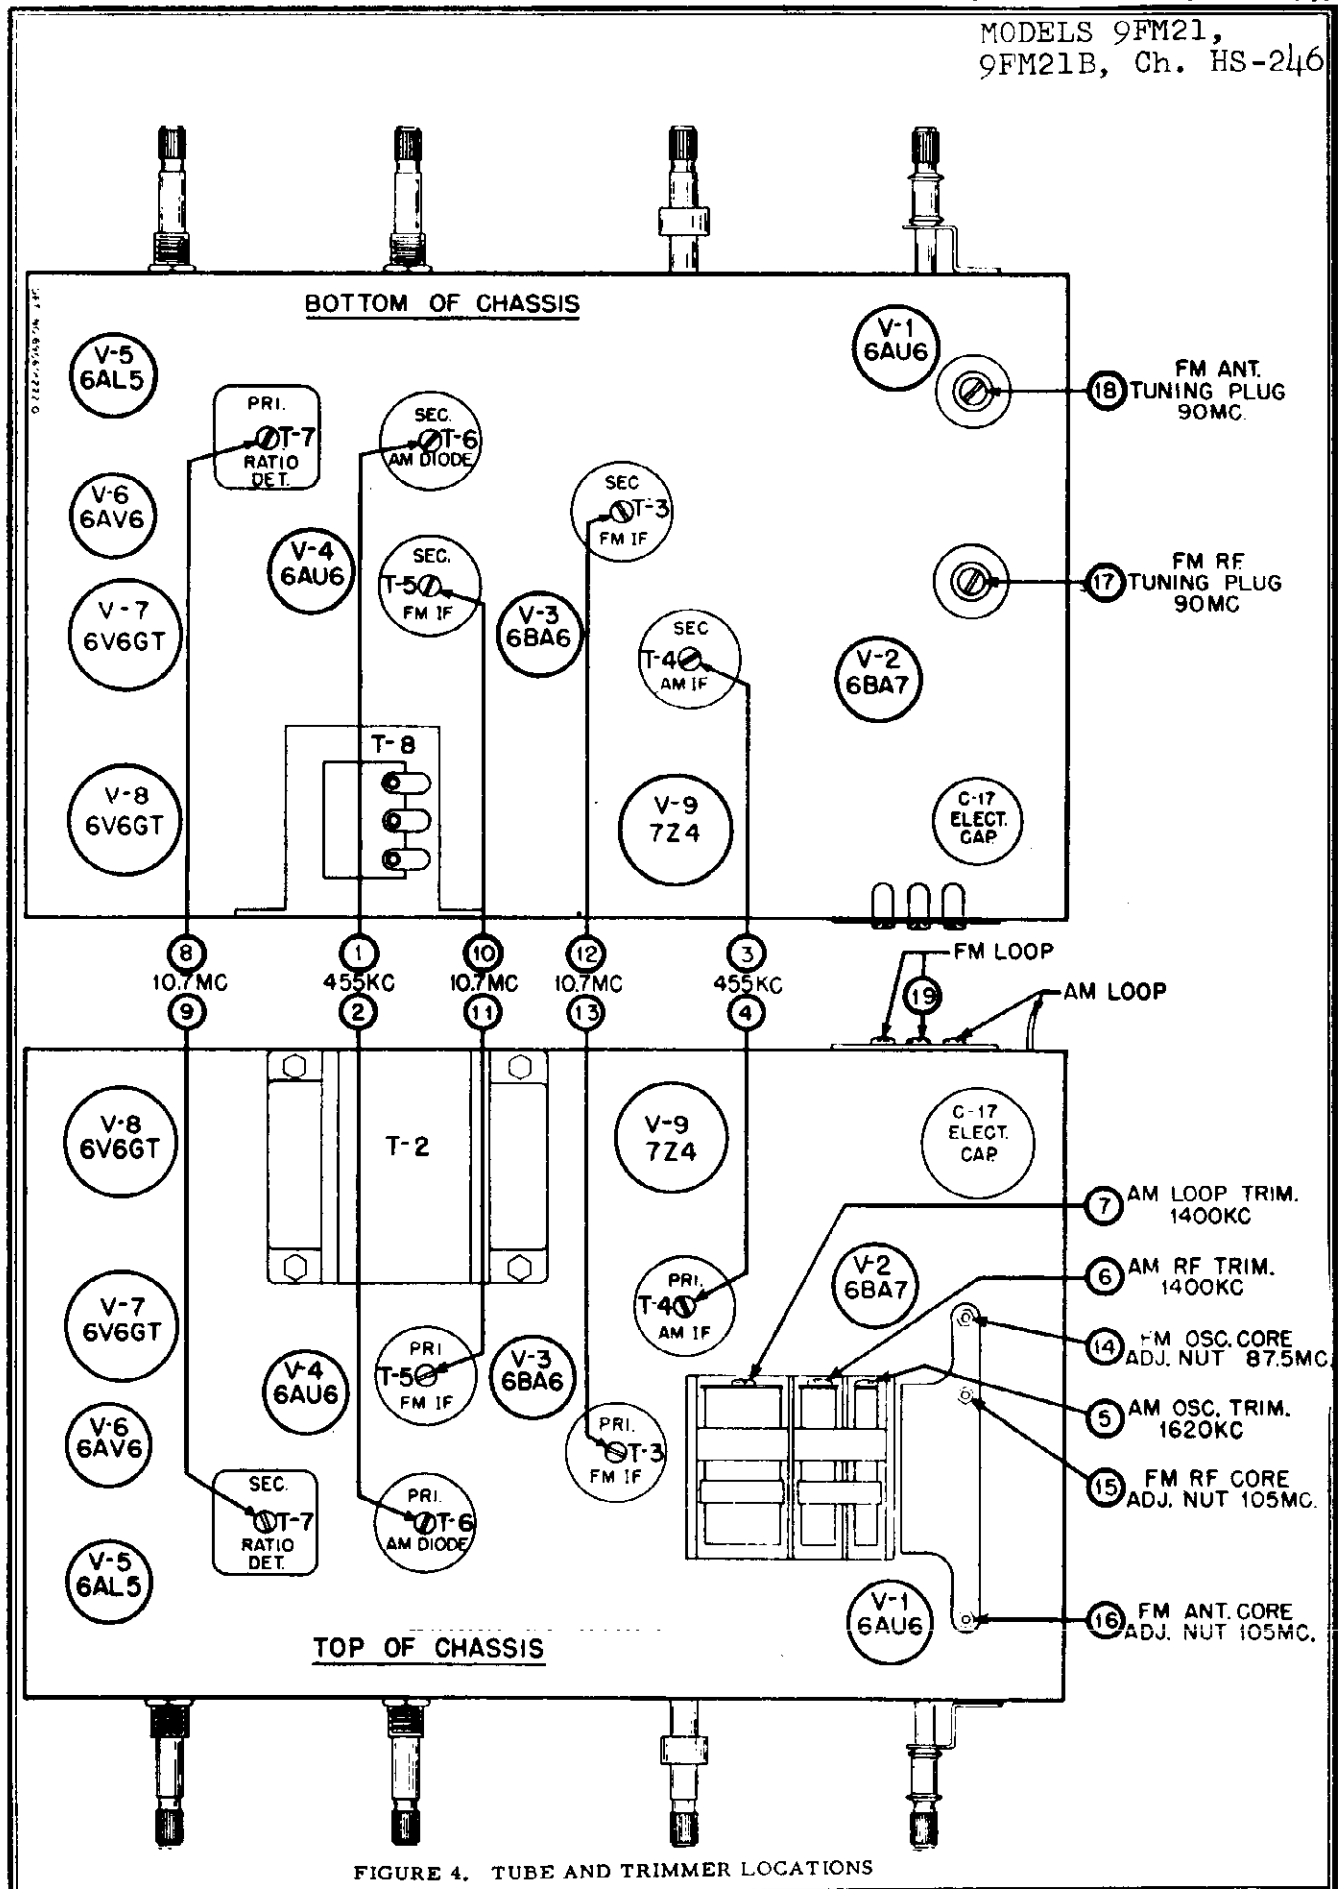 MODELS 9FM21,
9FM21B, Ch. HS-246
BOTTOM OF CHASSIS
V-5
6AL5
PRI.
T-7
RATIO
DET.
SEC.
T-6
AM DIODE
V-1
6AU6
18
FM ANT.
TUNING PLUG
90MC.
V-6
6AV6
V-4
6AU6
SEC.
T-5
FM IF
SEC
T-3
FM IF
17
FM RF
TUNING PLUG
90MC
V-7
6V6GT
V-3
6BA6
SEC
T-4
AM IF
V-2
6BA7
T-8
V-8
6V6GT
V-9
7Z4
C-17
ELECT.
CAP.
8
10.7MC
9
1
455KC
2
10
10.7MC
11
12
10.7MC
13
3
455KC
4
FM LOOP
19
AM LOOP
V-8
6V6GT
T-2
V-9
7Z4
C-17
ELECT.
CAP.
7
AM LOOP TRIM.
1400KC
6
AM RF TRIM.
1400KC
V-7
6V6GT
PRI.
T-4
AM IF
V-2
6BA7
14
FM OSC. CORE
ADJ. NUT 87.5MC.
V-4
6AU6
PRI
T-5
FM IF
V-3
6BA6
5
AM OSC. TRIM.
1620KC
V-6
6AV6
PRI.
T-3
FM IF
15
FM RF CORE
ADJ. NUT 105MC.
SEC.
T-7
RATIO
DET.
PRI.
T-6
AM DIODE
V-5
6AL5
V-1
6AU6
16
FM ANT. CORE
ADJ. NUT 105MC.
TOP OF CHASSIS
FIGURE 4. TUBE AND TRIMMER LOCATIONS